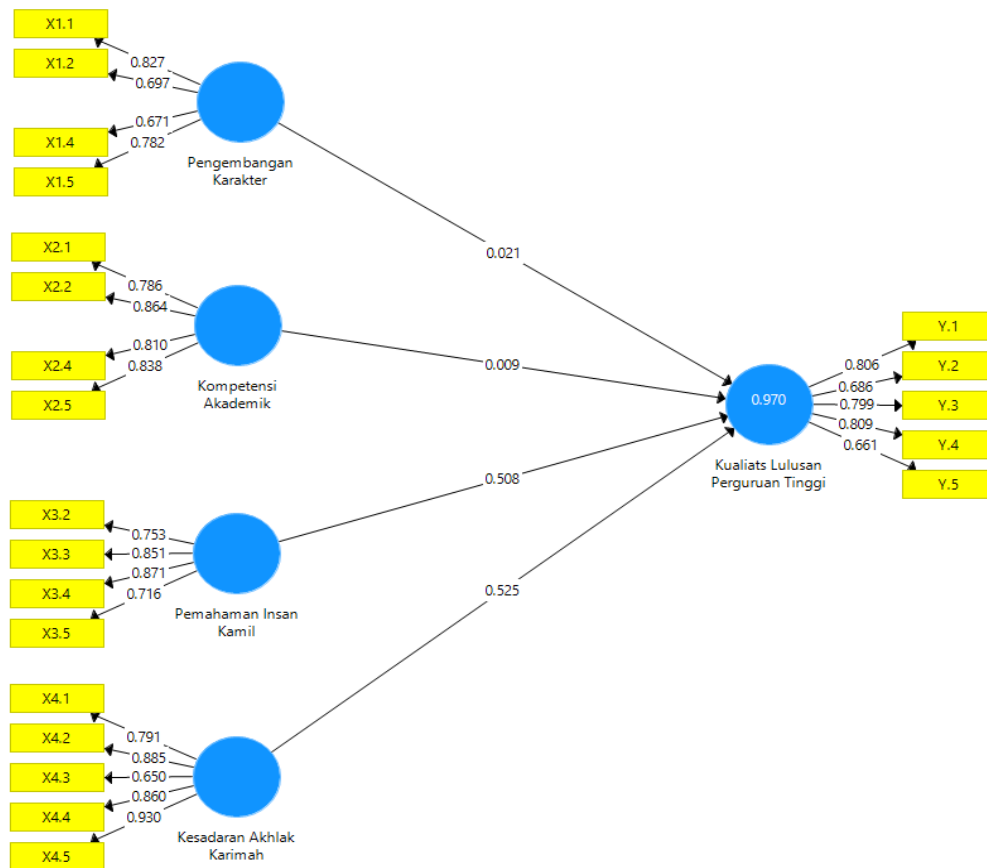 X1.1
X1.2
X1.4
X1.5
0.827
0.697
0.671
0.782
Pengembangan
Karakter
0.021
X2.1
X2.2
X2.4
X2.5
0.786
0.864
0.810
0.838
Kompetensi
Akademik
0.009
X3.2
X3.3
X3.4
X3.5
0.753
0.851
0.871
0.716
Pemahaman Insan
Kamil
0.508
X4.1
X4.2
X4.3
X4.4
X4.5
0.791
0.885
0.650
0.860
0.930
Kesadaran Akhlak
Karimah
0.525
0.970
Kualiats Lulusan
Perguruan Tinggi
0.806
0.686
0.799
0.809
0.661
Y.1
Y.2
Y.3
Y.4
Y.5